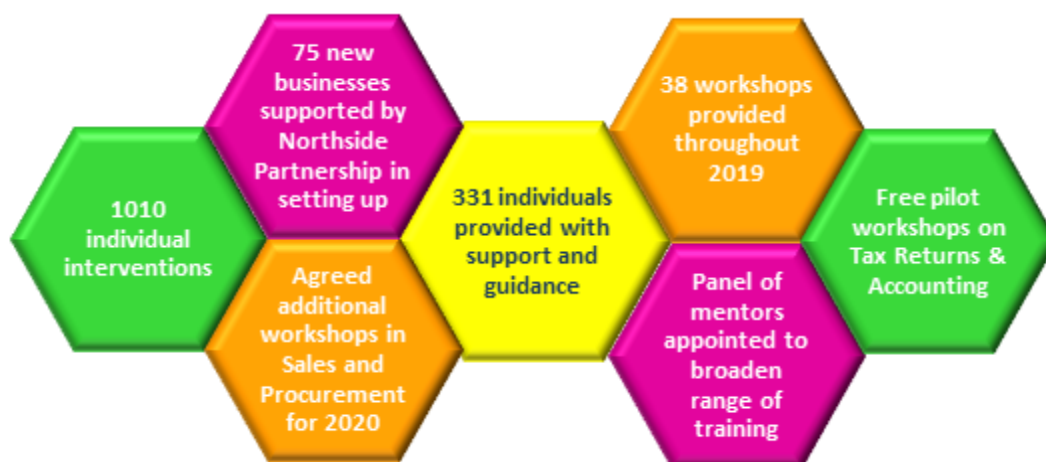 1010
individual
interventions
75 new
businesses
supported by
Northside
Partnership in
setting up
Agreed
additional
workshops in
Sales and
Procurement
for 2020
331 individuals
provided with
support and
guidance
38 workshops
provided
throughout
2019
Panel of
mentors
appointed to
broaden
range of
training
Free pilot
workshops on
Tax Returns &
Accounting